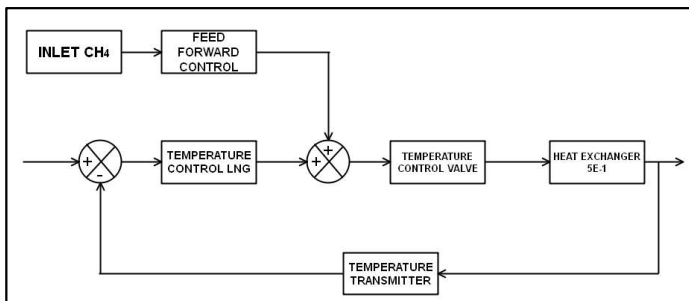 INLET CH4
FEED
FORWARD
CONTROL
+
+
-
TEMPERATURE
CONTROL LNG
+
TEMPERATURE
CONTROL VALVE
HEAT EXCHANGER
5E-1
TEMPERATURE
TRANSMITTER